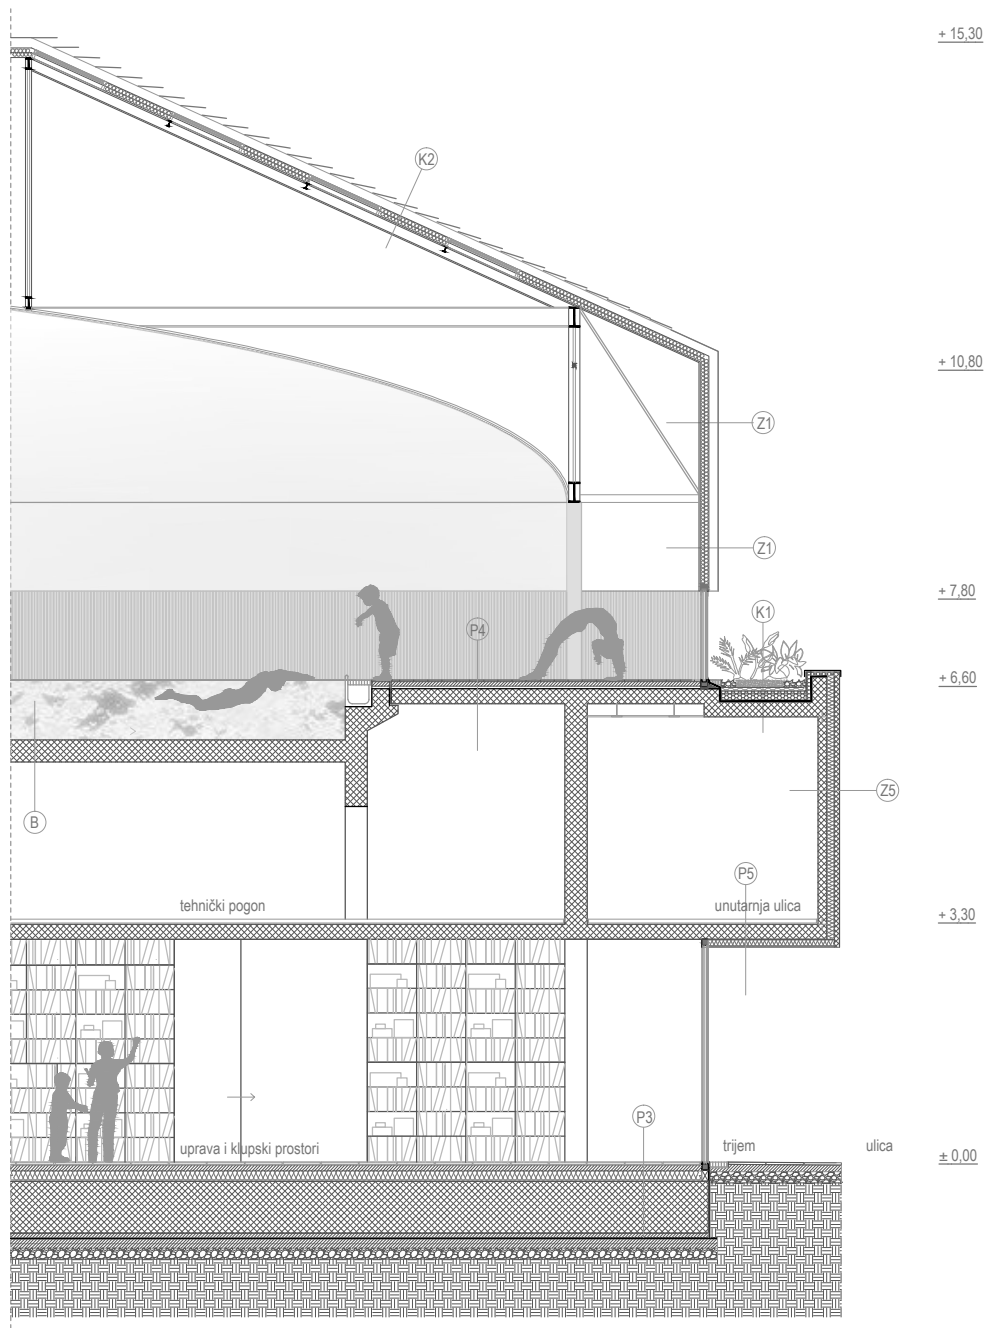 + 15,30
K2
+ 10,80
Z1
Z1
+ 7,80
K1
P4
+ 6,60
Z5
B
P5
tehnički pogon
unutarnja ulica
+ 3,30
P3
uprava i klupski prostori
trijem
ulica
± 0,00